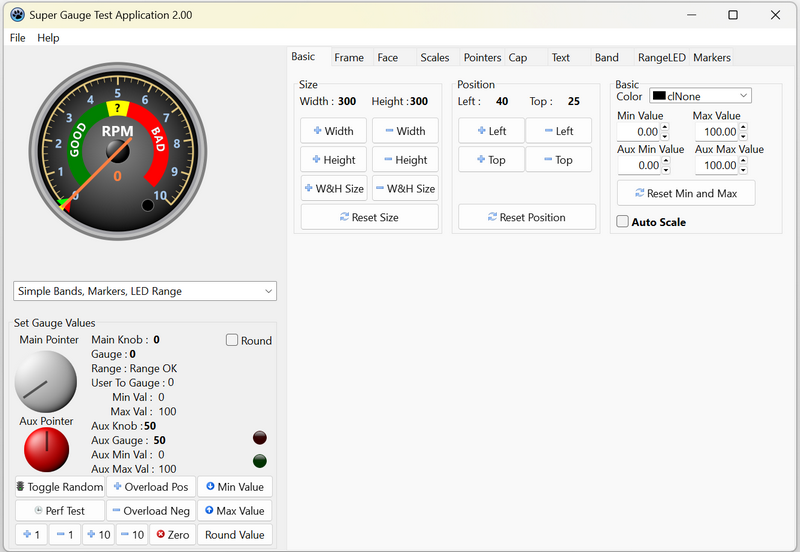 Super Gauge Test Application 2.00
File Help
Basic Frame Face Scales Pointers Cap Text Band RangeLED Markers
0 1 2 3 4 5 6 7 8 9 10
GOOD ? BAD
RPM
0
Simple Bands, Markers, LED Range
Set Gauge Values
Main Pointer
Main Knob : 0
Round
Gauge : 0
Range : Range OK
User To Gauge : 0
Min Val : 0
Max Val : 100
Aux Pointer
Aux Knob : 50
Aux Gauge : 50
Aux Min Val : 0
Aux Max Val : 100
Toggle Random Overload Pos Min Value
Perf Test Overload Neg Max Value
1 1 10 10 Zero Round Value
Size
Width : 300 Height : 300
Width Width
Height Height
W&H Size W&H Size
Reset Size
Position
Left : 40 Top : 25
Left Left
Top Top
Reset Position
Basic
Color clNone
Min Value Max Value
0.00 100.00
Aux Min Value Aux Max Value
0.00 100.00
Reset Min and Max
Auto Scale